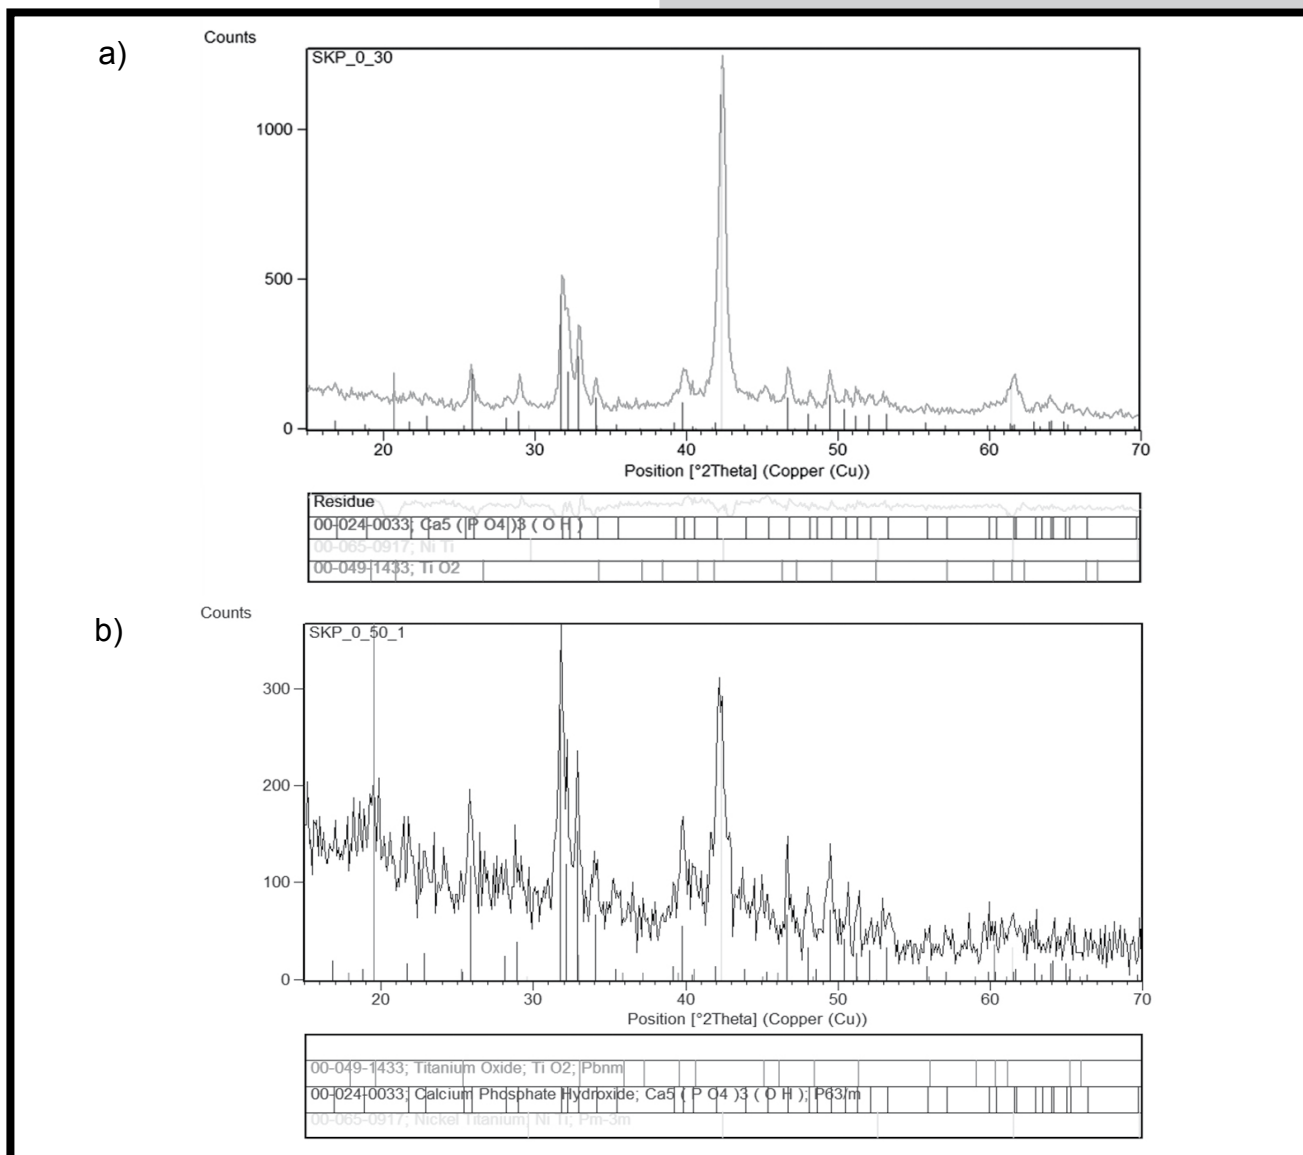 a)
Counts
SKP_0_30
1000
500
0
20 30 40 50 60 70
Position [°2Theta] (Copper (Cu))
Residue
00-024-0033; Ca5 ( P O4 )3 ( O H )
00-065-0917; Ni Ti
00-049-1433; Ti O2
b)
Counts
SKP_0_50_1
300
200
100
0
20 30 40 50 60 70
Position [°2Theta] (Copper (Cu))
00-049-1433; Titanium Oxide; Ti O2; Pbnm
00-024-0033; Calcium Phosphate Hydroxide; Ca5 ( P O4 )3 ( O H ); P63/m
00-065-0917; Nickel Titanium; Ni Ti; Pm-3m